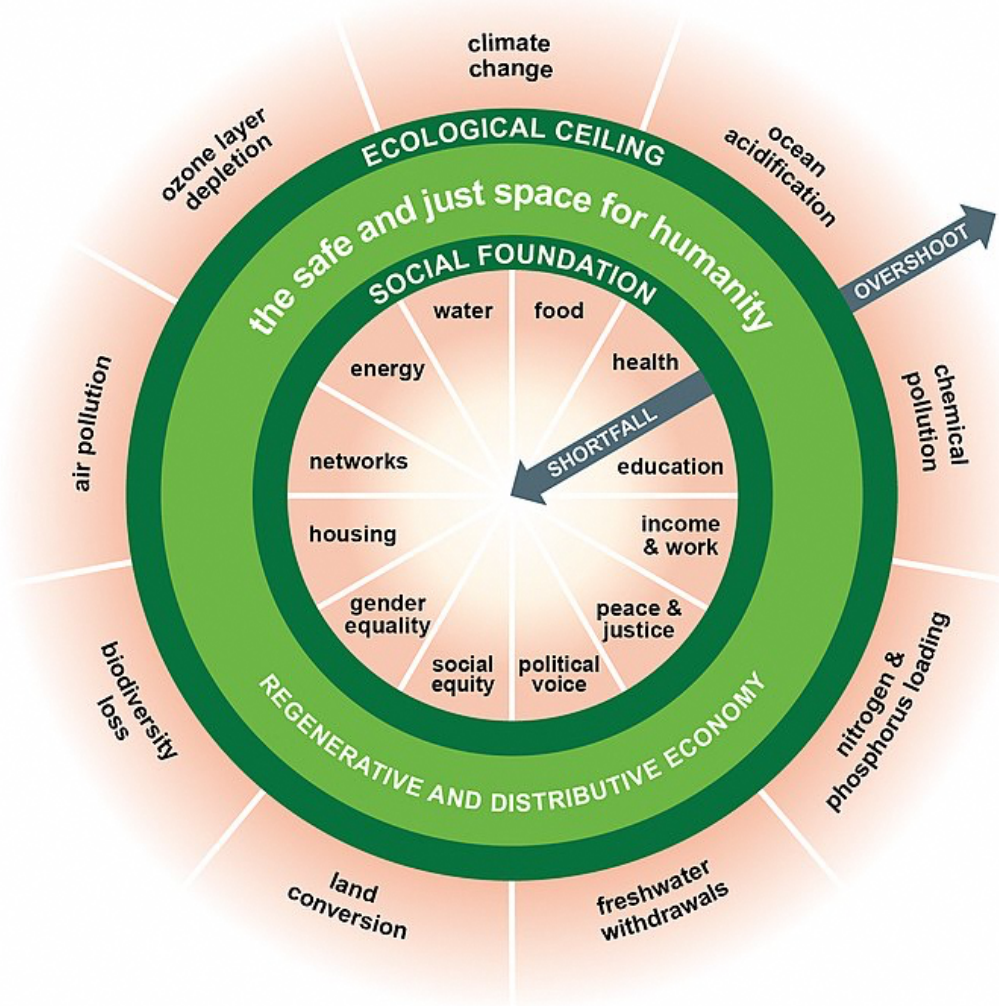 climate
change
ozone layer
depletion
ocean
acidification
ECOLOGICAL CEILING
the safe and just space for humanity
OVERSHOOT
SOCIAL FOUNDATION
water
food
energy
health
SHORTFALL
networks
education
housing
income
& work
gender
equality
peace &
justice
social
equity
political
voice
REGENERATIVE AND DISTRIBUTIVE ECONOMY
air pollution
chemical
pollution
biodiversity
loss
nitrogen &
phosphorus loading
land
conversion
freshwater
withdrawals